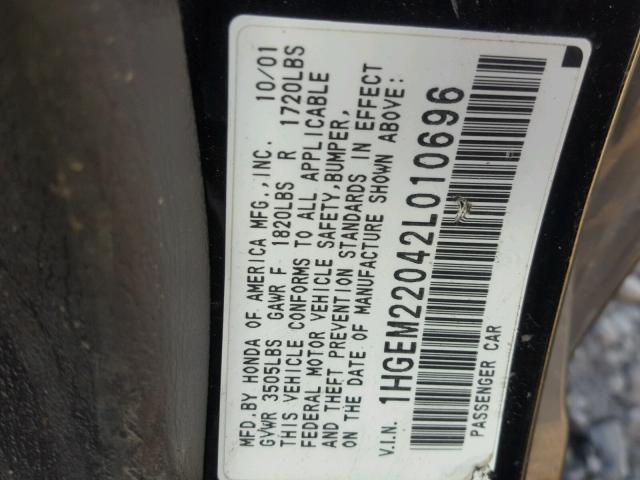 MFD.BY HONDA OF AMERICA MFG.,INC. 10/01
GVWR 3505LBS GAWR F 1820LBS R 1720LBS
THIS VEHICLE CONFORMS TO ALL APPLICABLE
FEDERAL MOTOR VEHICLE SAFETY,BUMPER,
AND THEFT PREVENTION STANDARDS IN EFFECT
ON THE DATE OF MANUFACTURE SHOWN ABOVE:
V.I.N. 1HGEM22042L010696
PASSENGER CAR